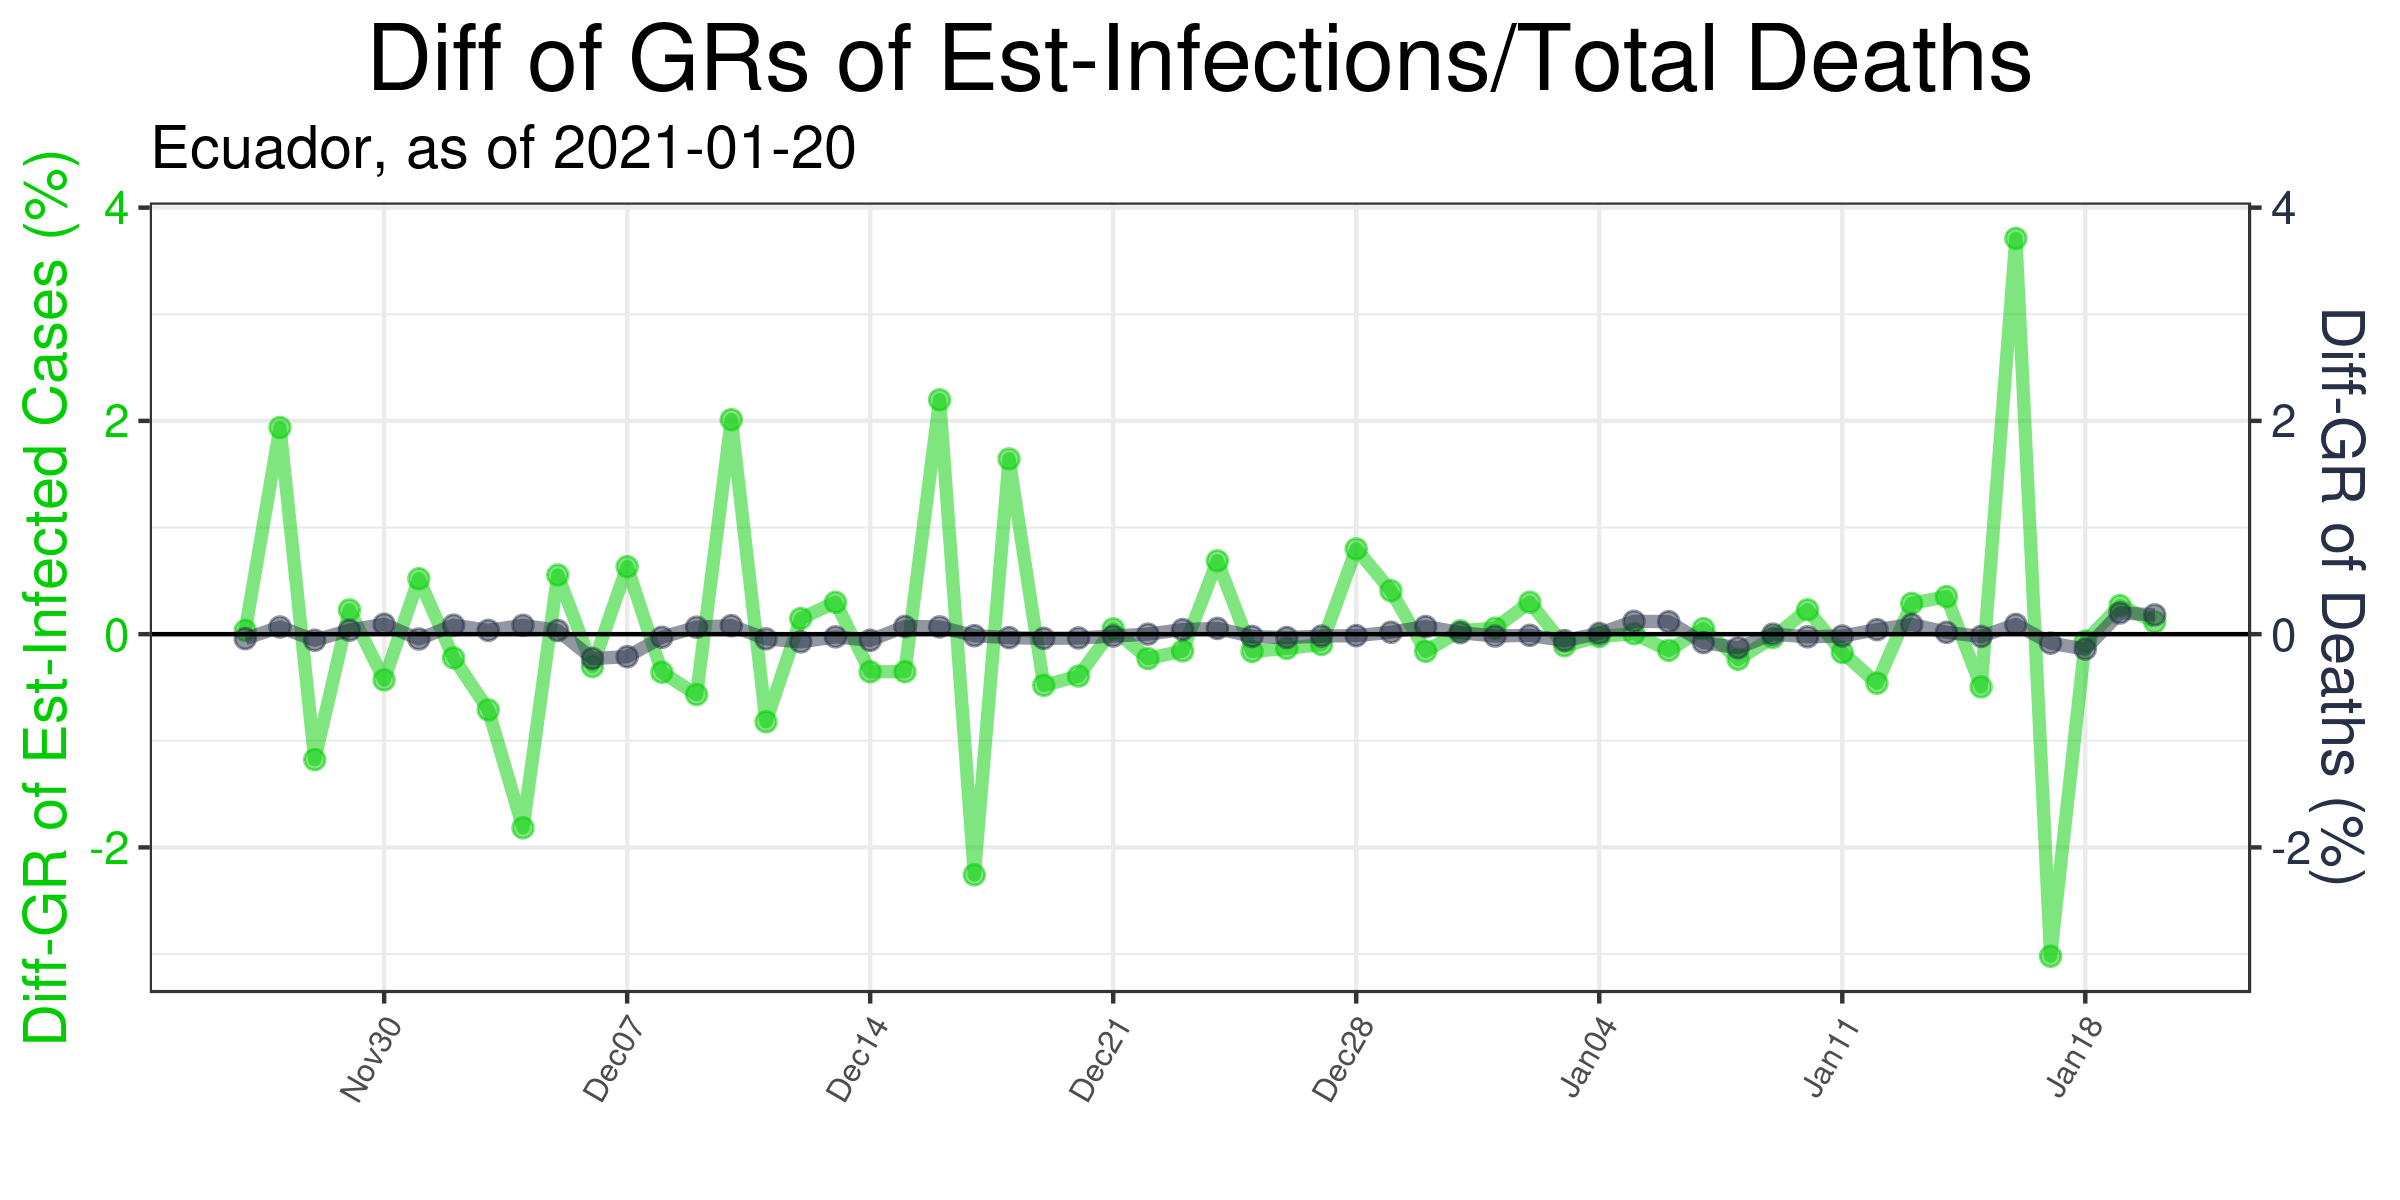 Diff of GRs of Est-Infections/Total Deaths
Ecuador, as of 2021-01-20
Diff-GR of Est-Infected Cases (%)
4
2
0
-2
4
2
0
-2
Diff-GR of Deaths (%)
Nov30
Dec07
Dec14
Dec21
Dec28
Jan04
Jan11
Jan18